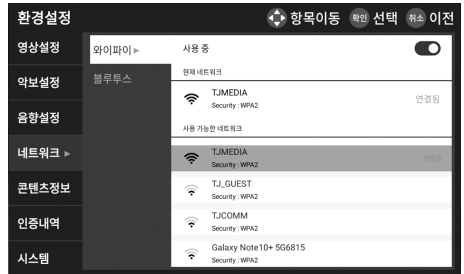 환경설정
항목이동 확인 선택 취소 이전
영상설정
악보설정
음향설정
네트워크 ▶
콘텐츠정보
인증내역
시스템
와이파이 ▶
블루투스
사용 중
현재 네트워크
TJMEDIA
Security : WPA2
연결됨
사용 가능한 네트워크
TJMEDIA
Security : WPA2
연결됨
TJ_GUEST
Security : WPA2
TJCOMM
Security : WPA2
Galaxy Note10+ 5G6815
Security : WPA2